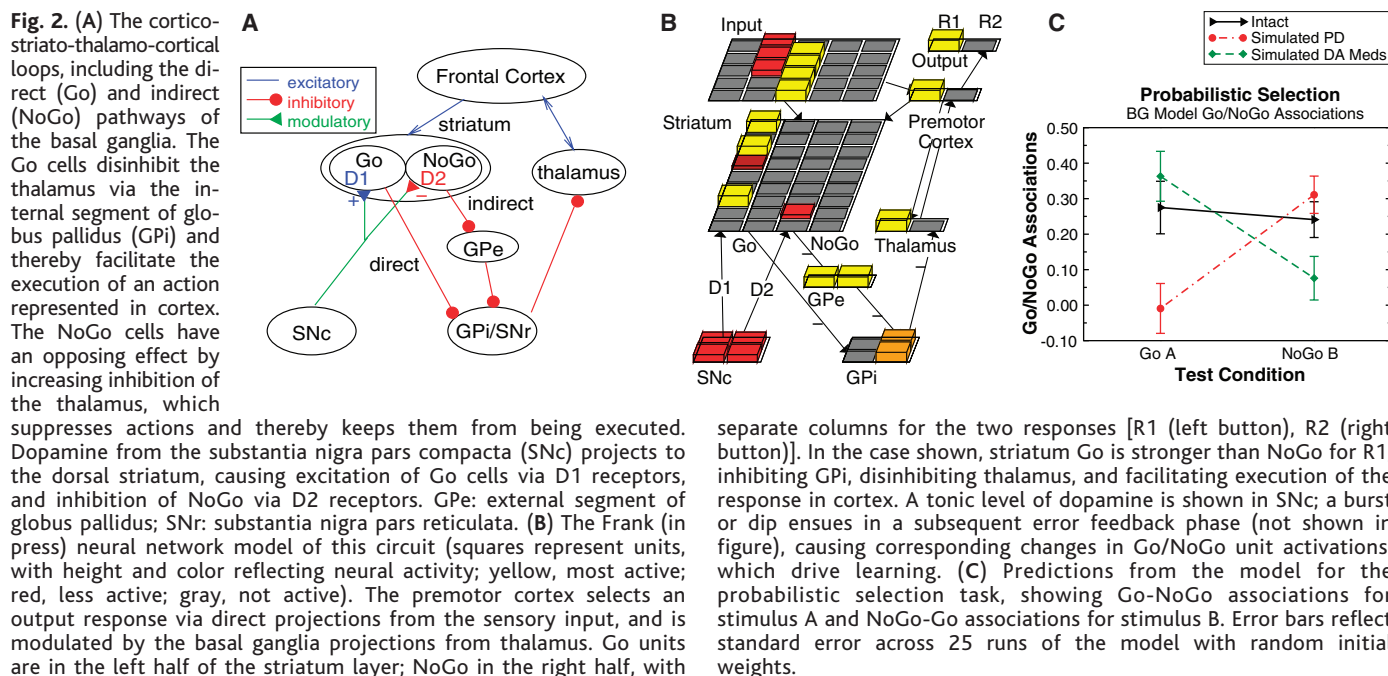 Fig. 2. (A) The cortico-
striato-thalamo-cortical
loops, including the di-
rect (Go) and indirect
(NoGo) pathways of
the basal ganglia. The
Go cells disinhibit the
thalamus via the in-
ternal segment of glo-
bus pallidus (GPi) and
thereby facilitate the
execution of an action
represented in cortex.
The NoGo cells have
an opposing effect by
increasing inhibition of
the thalamus, which
suppresses actions and thereby keeps them from being executed.
Dopamine from the substantia nigra pars compacta (SNc) projects to
the dorsal striatum, causing excitation of Go cells via D1 receptors,
and inhibition of NoGo via D2 receptors. GPe: external segment of
globus pallidus; SNr: substantia nigra pars reticulata. (B) The Frank (in
press) neural network model of this circuit (squares represent units,
with height and color reflecting neural activity; yellow, most active;
red, less active; gray, not active). The premotor cortex selects an
output response via direct projections from the sensory input, and is
modulated by the basal ganglia projections from thalamus. Go units
are in the left half of the striatum layer; NoGo in the right half, with
separate columns for the two responses [R1 (left button), R2 (right
button)]. In the case shown, striatum Go is stronger than NoGo for R1,
inhibiting GPi, disinhibiting thalamus, and facilitating execution of the
response in cortex. A tonic level of dopamine is shown in SNc; a burst
or dip ensues in a subsequent error feedback phase (not shown in
figure), causing corresponding changes in Go/NoGo unit activations,
which drive learning. (C) Predictions from the model for the
probabilistic selection task, showing Go-NoGo associations for
stimulus A and NoGo-Go associations for stimulus B. Error bars reflect
standard error across 25 runs of the model with random initial
weights.
A
excitatory
inhibitory
modulatory
Frontal Cortex
striatum
Go
NoGo
D1
D2
+
−
thalamus
indirect
GPe
direct
SNc
GPi/SNr
B
Input
R1 R2
Output
Striatum
Premotor
Cortex
Go
NoGo
Thalamus
D1
D2
GPe
SNc
GPi
C
Intact
Simulated PD
Simulated DA Meds
Probabilistic Selection
BG Model Go/NoGo Associations
Go/NoGo Associations
0.50
0.40
0.30
0.20
0.10
0.00
-0.10
Go A
NoGo B
Test Condition